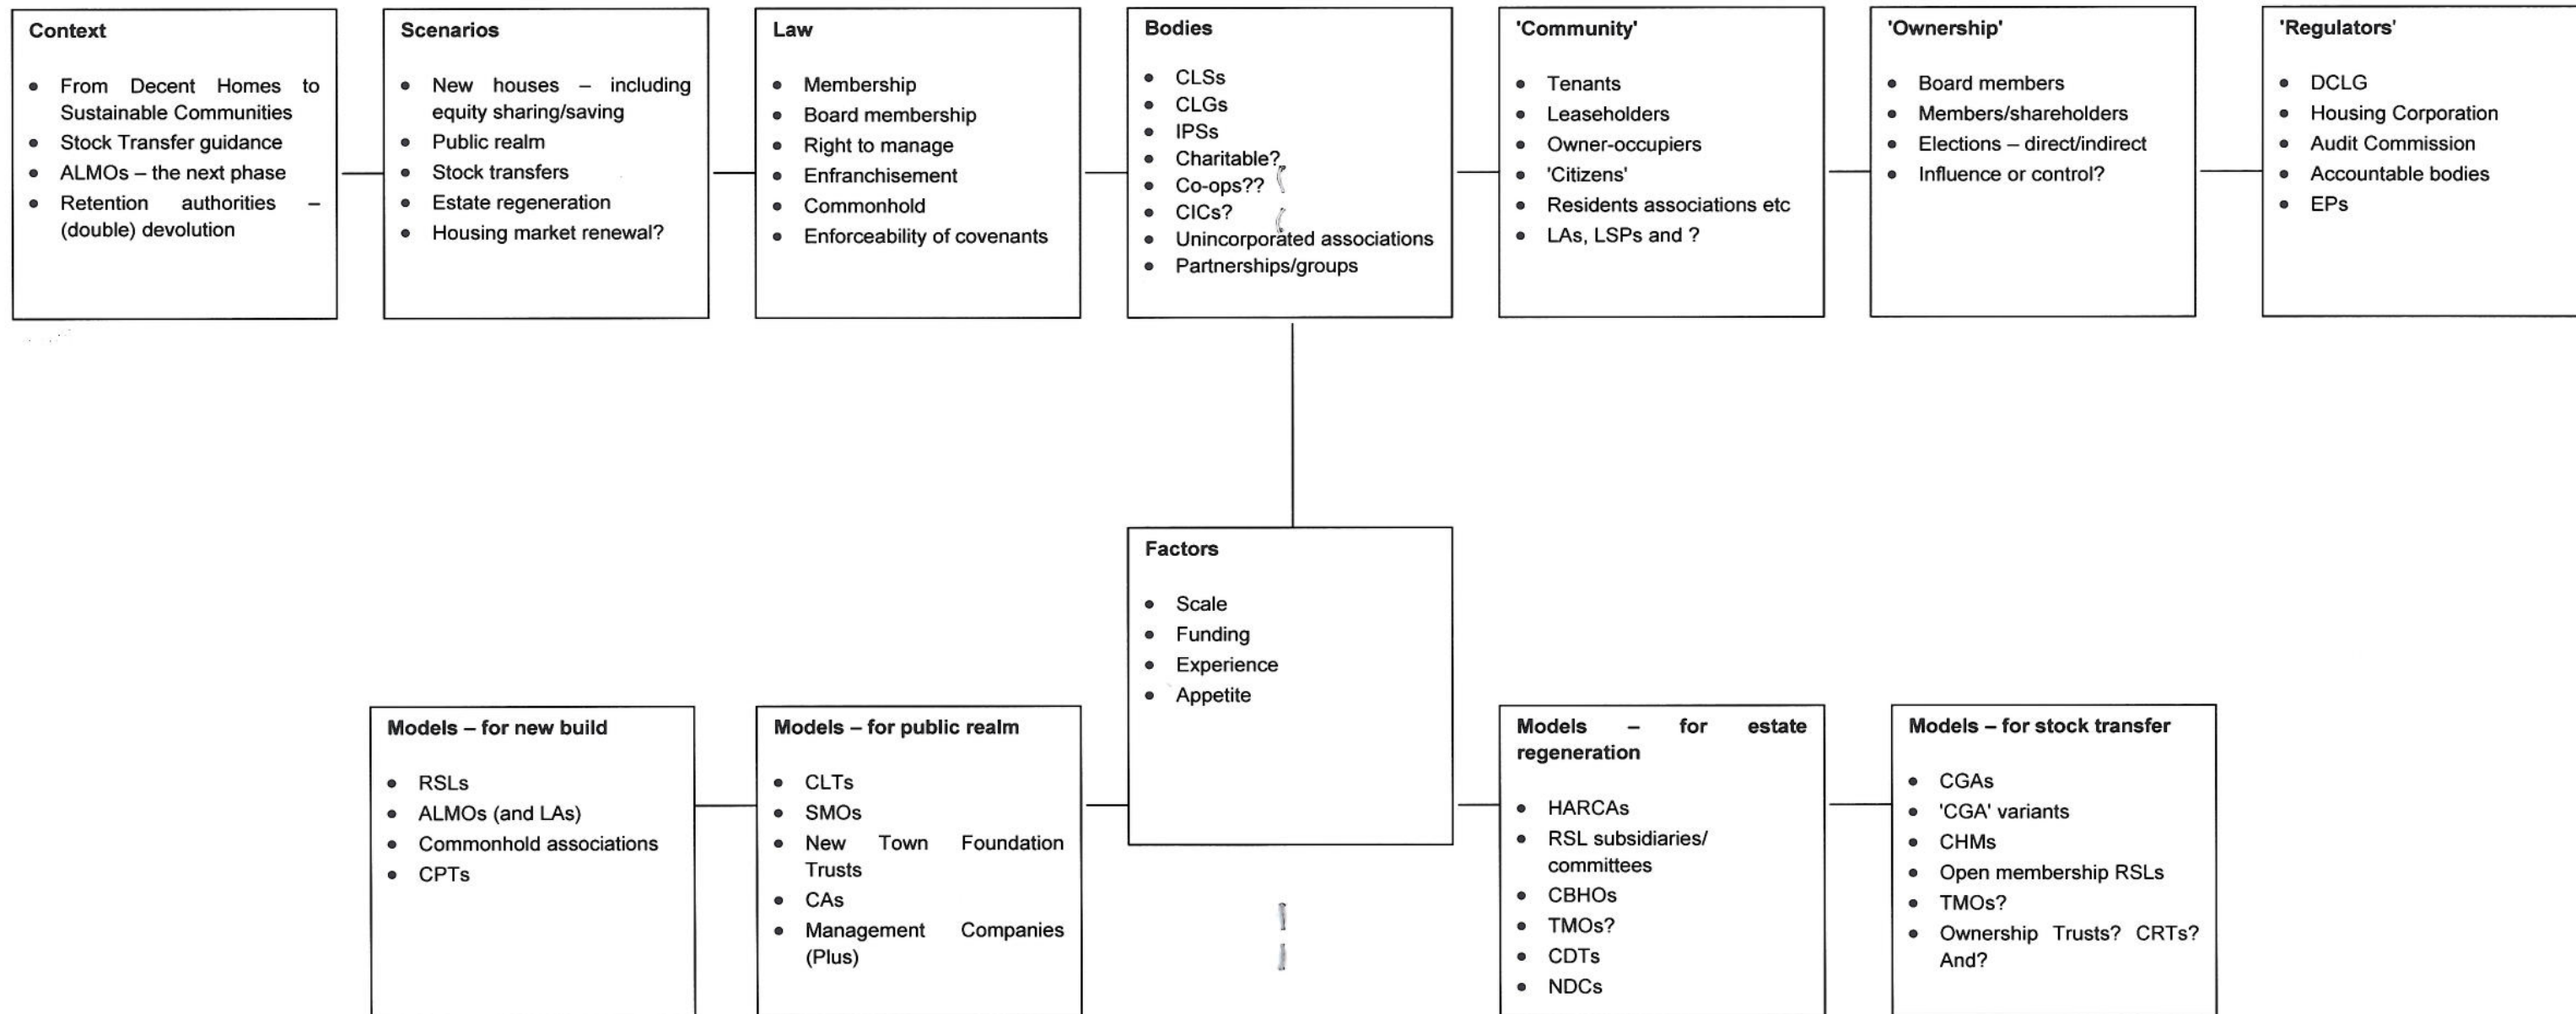 Context
• From Decent Homes to
Sustainable Communities
• Stock Transfer guidance
• ALMOs – the next phase
• Retention authorities –
(double) devolution
Scenarios
• New houses – including
equity sharing/saving
• Public realm
• Stock transfers
• Estate regeneration
• Housing market renewal?
Law
• Membership
• Board membership
• Right to manage
• Enfranchisement
• Commonhold
• Enforceability of covenants
Bodies
• CLSs
• CLGs
• IPSs
• Charitable?
• Co-ops??
• CICs?
• Unincorporated associations
• Partnerships/groups
'Community'
• Tenants
• Leaseholders
• Owner-occupiers
• 'Citizens'
• Residents associations etc
• LAs, LSPs and ?
'Ownership'
• Board members
• Members/shareholders
• Elections – direct/indirect
• Influence or control?
'Regulators'
• DCLG
• Housing Corporation
• Audit Commission
• Accountable bodies
• EPs
Factors
• Scale
• Funding
• Experience
• Appetite
Models – for new build
• RSLs
• ALMOs (and LAs)
• Commonhold associations
• CPTs
Models – for public realm
• CLTs
• SMOs
• New Town Foundation
Trusts
• CAs
• Management Companies
(Plus)
Models – for estate
regeneration
• HARCAs
• RSL subsidiaries/
committees
• CBHOs
• TMOs?
• CDTs
• NDCs
Models – for stock transfer
• CGAs
• 'CGA' variants
• CHMs
• Open membership RSLs
• TMOs?
• Ownership Trusts? CRTs?
And?